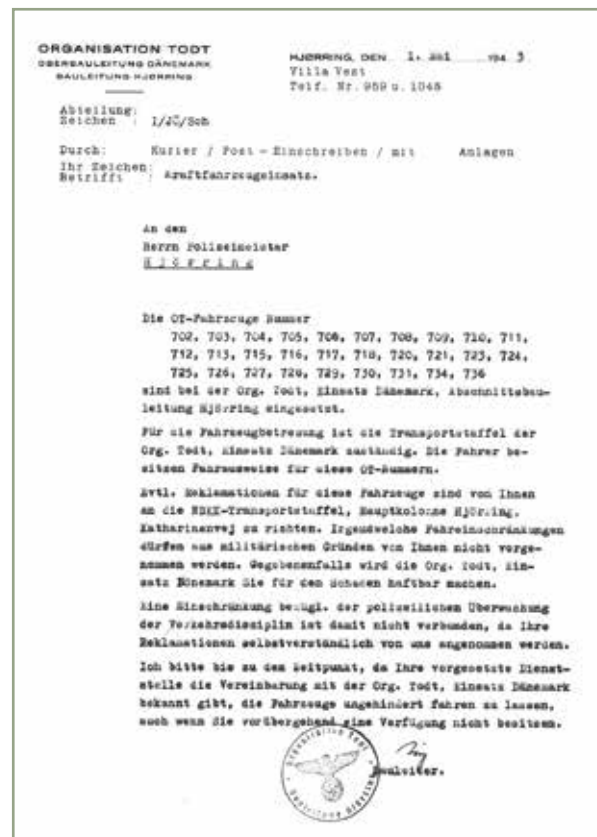 ORGANISATION TODT
OBERBAULEITUNG DÄNEMARK
BAULEITUNG HJØRRING
HJØRRING, DEN 1. Mai 194 3
Villa Vest
Telf. Nr. 959 u. 1048
Abteilung:
Zeichen : I/ /Sch
Durch: Kurier / Post - Einschreiben / mit Anlagen
Ihr Zeichen:
Betrifft : Kraftfahrzeugeinsatz.
An den
Herrn Polizeimeister
Hjörring
Die OT-Fahrzeuge Nummer
702, 703, 704, 705, 706, 707, 708, 709, 710, 711,
712, 713, 715, 716, 717, 718, 720, 721, 723, 724,
725, 726, 727, 728, 729, 730, 731, 734, 736
sind bei der Org. Todt, Einsatz Dänemark, Abschnittsbau-
leitung Hjörring eingesetzt.
Für die Fahrzeugbetreuung ist die Transportstaffel der
Org. Todt, Einsatz Dänemark zuständig. Die Fahrer be-
sitzen Fahrausweise für diese OT-Nummern.
Evtl. Reklamationen für diese Fahrzeuge sind von Ihnen
an die NSKK-Transportstaffel, Hauptkolonne Hjörring,
Katharinenvej zu richten. Irgendwelche Fahreinschränkungen
dürfen aus militärischen Gründen von Ihnen nicht vorge-
nommen werden. Gegebenenfalls wird die Org. Todt, Ein-
satz Dänemark Sie für den Schaden haftbar machen.
Eine Einschränkung bezügl. der polizeilichen Überwachung
der Verkehrsdisciplin ist damit nicht verbunden, da Ihre
Reklamationen selbstverständlich von uns angenommen werden.
Ich bitte bis zu dem Zeitpunkt, da Ihre vorgesetzte Dienst-
stelle die Vereinbarung mit der Org. Todt, Einsatz Dänemark
bekannt gibt, die Fahrzeuge ungehindert fahren zu lassen,
auch wenn Sie vorübergehend eine Verfügung nicht besitzen.
Organisation Todt
Bauleitung Hjörring
Bauleiter.